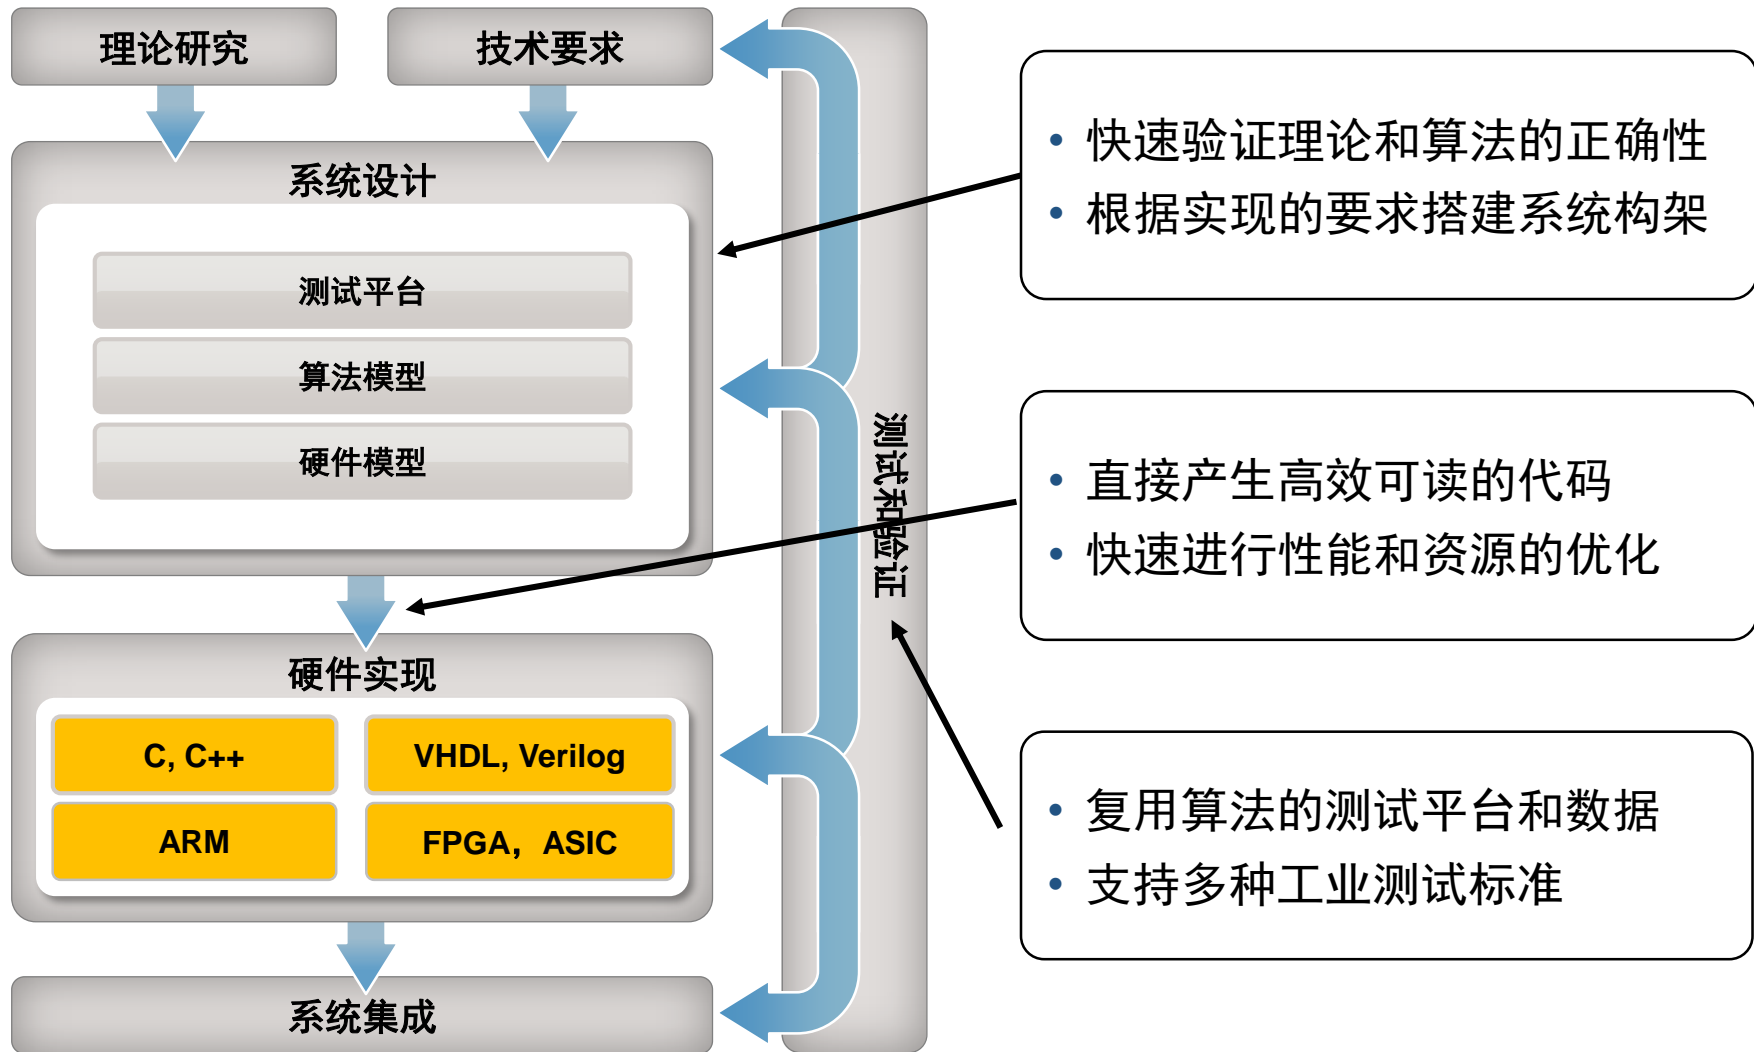 理论研究
技术要求
系统设计
测试平台
算法模型
硬件模型
硬件实现
C, C++
VHDL, Verilog
ARM
FPGA，ASIC
系统集成
测试和验证
• 快速验证理论和算法的正确性
• 根据实现的要求搭建系统构架
• 直接产生高效可读的代码
• 快速进行性能和资源的优化
• 复用算法的测试平台和数据
• 支持多种工业测试标准